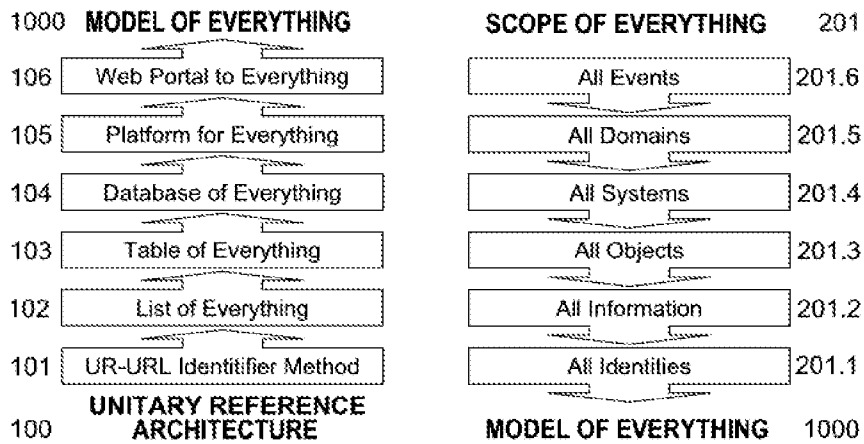 1000 MODEL OF EVERYTHING
106 Web Portal to Everything
105 Platform for Everything
104 Database of Everything
103 Table of Everything
102 List of Everything
101 UR-URL Identitifier Method
UNITARY REFERENCE
100 ARCHITECTURE
SCOPE OF EVERYTHING 201
All Events 201.6
All Domains 201.5
All Systems 201.4
All Objects 201.3
All Information 201.2
All Identities 201.1
MODEL OF EVERYTHING 1000